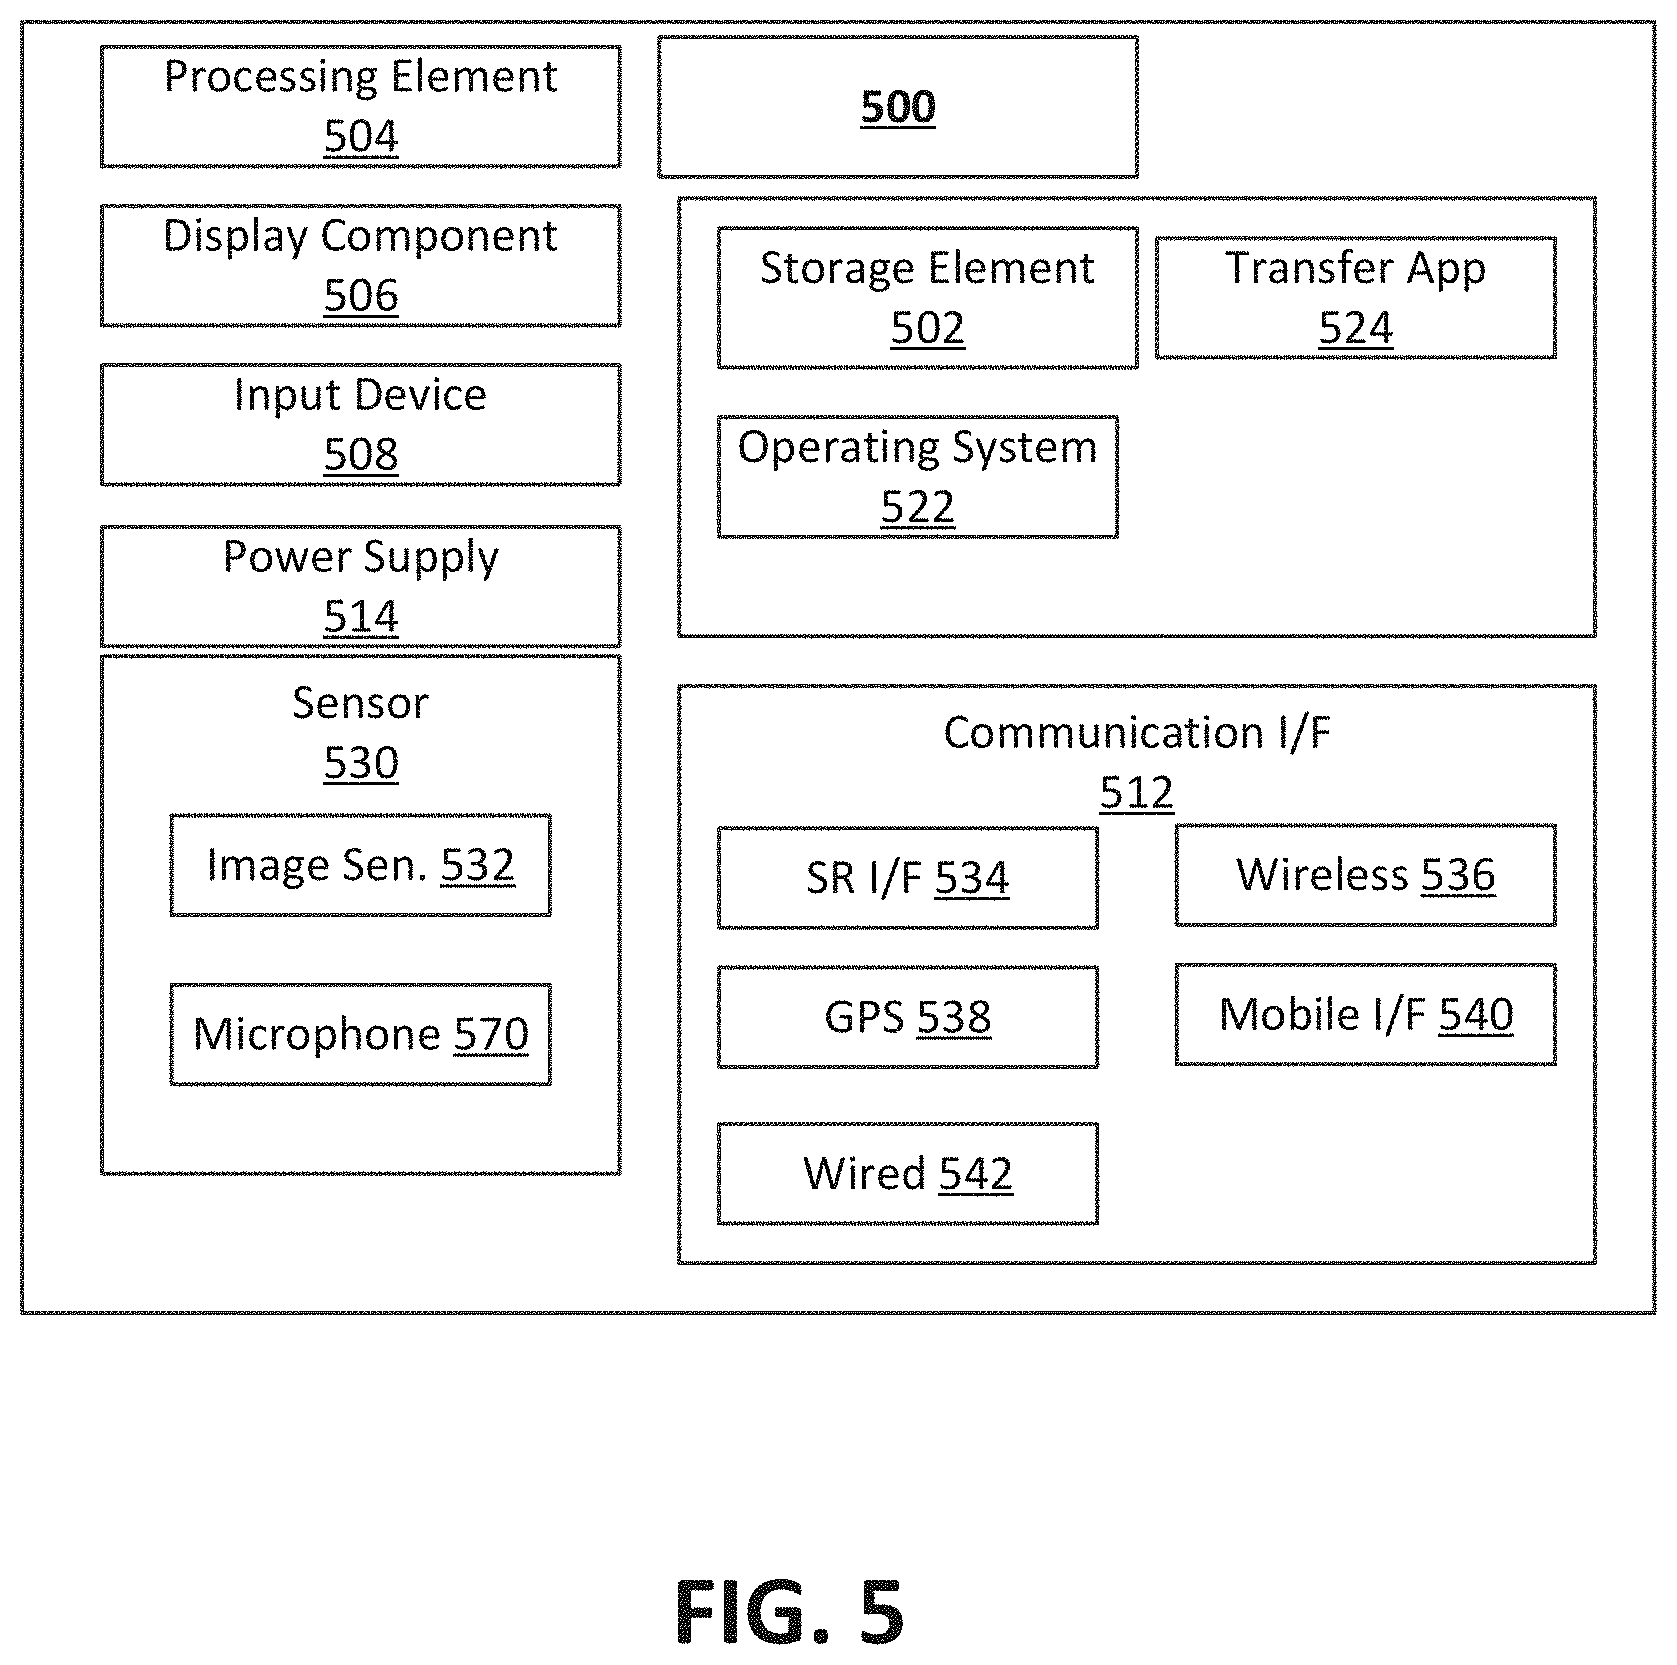 Processing Element
504
500
Display Component
506
Storage Element
502
Transfer App
524
Input Device
508
Operating System
522
Power Supply
514
Sensor
530
Image Sen. 532
Microphone 570
Communication I/F
512
SR I/F 534
Wireless 536
GPS 538
Mobile I/F 540
Wired 542
FIG. 5